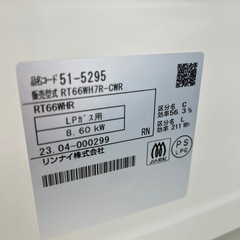 品名コード 51-5295
販売型式 RT66WH7R-CWR
RT66WHR
LPガス用
8.60 kW
RN
23.04-000299
リンナイ株式会社
区分名 C
効率 56.3 %
区分名 L
効率 211 Wh
PS
LPG